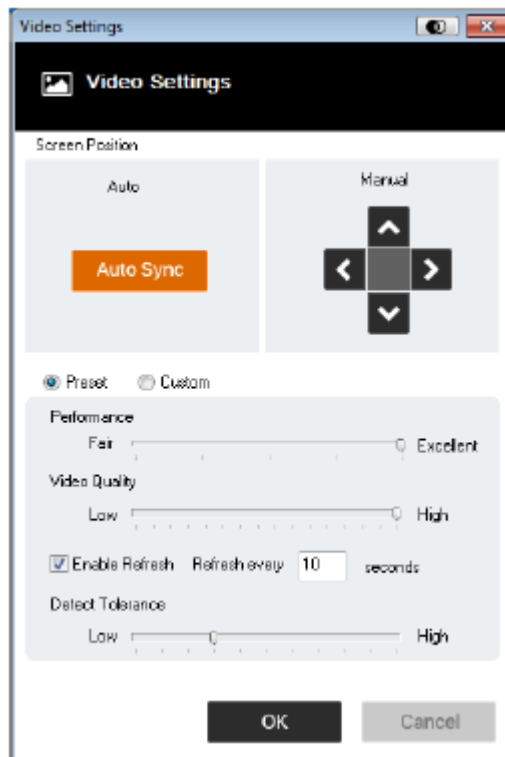 Video Settings
Video Settings
Screen Position
Auto
Manual
Auto Sync
Preset Custom
Performance
Fair Excellent
Video Quality
Low High
Enable Refresh Refresh every 10 seconds
Detect Tolerance
Low High
OK Cancel